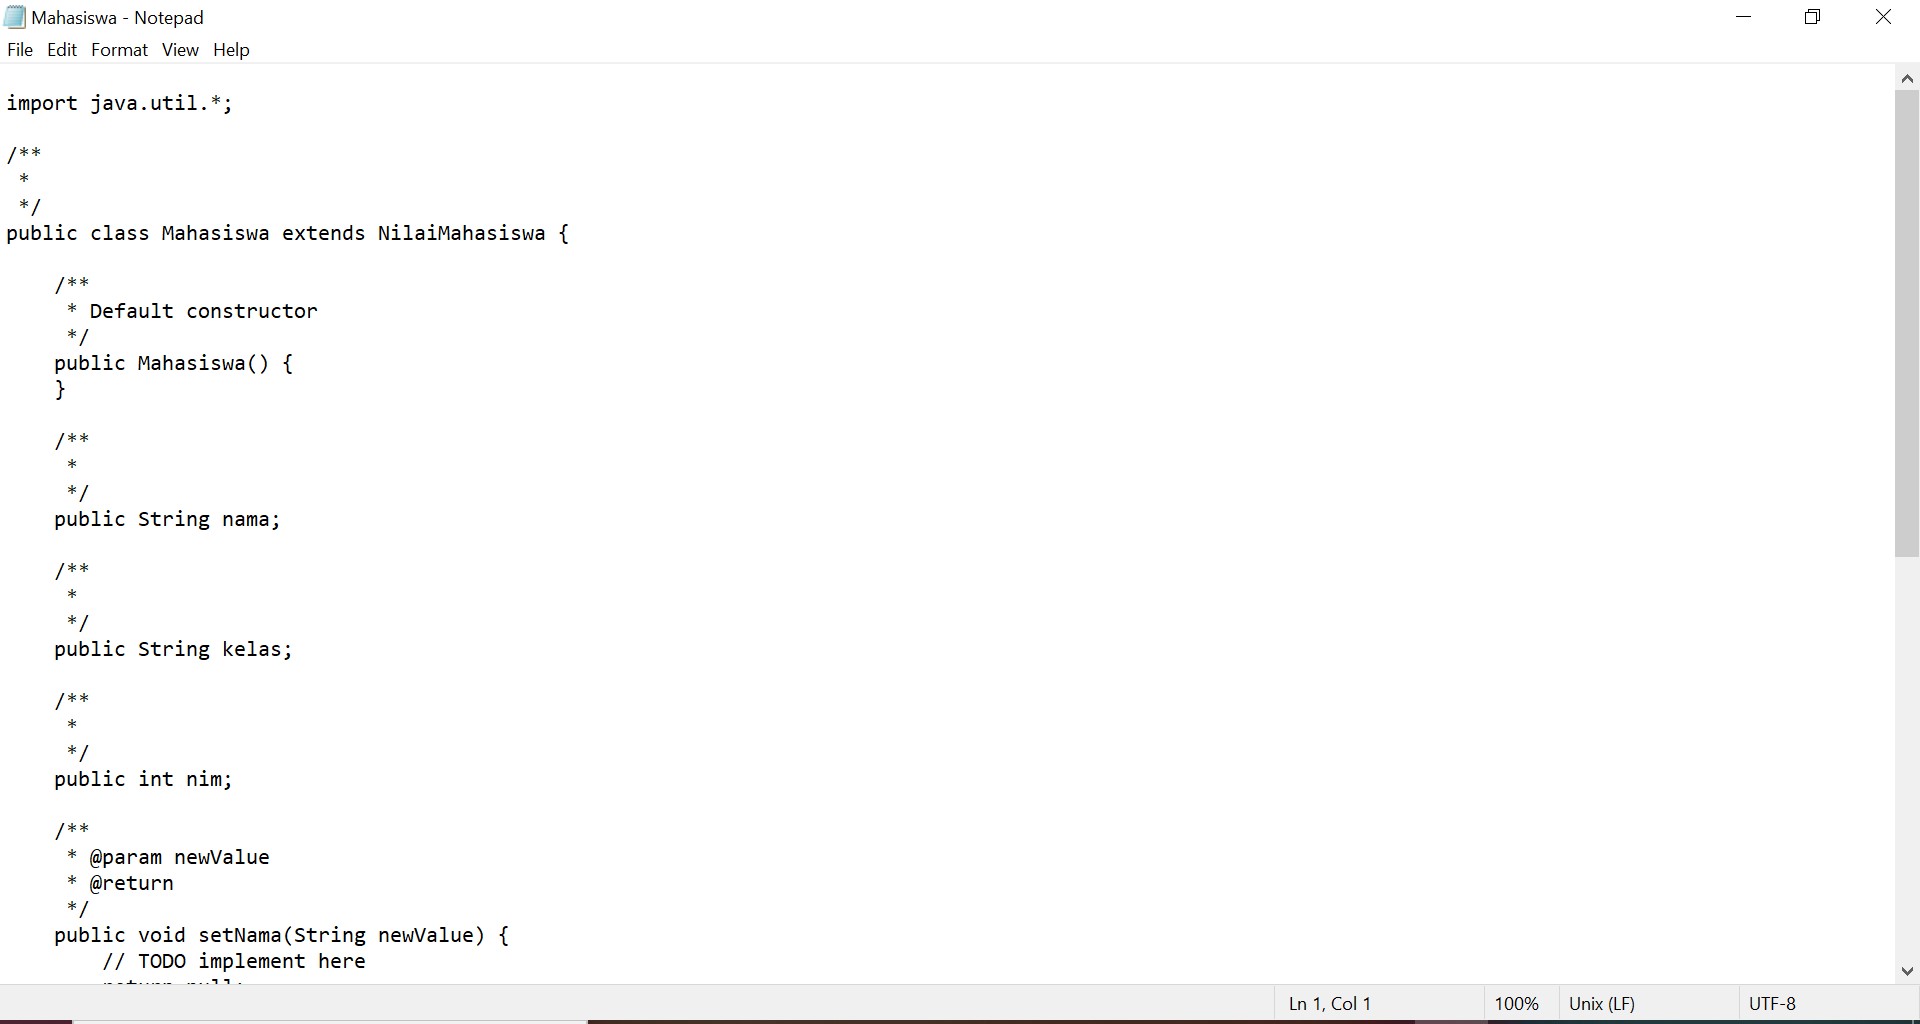 Mahasiswa - Notepad
File Edit Format View Help
import java.util.*;
/**
 *
 */
public class Mahasiswa extends NilaiMahasiswa {
    /**
     * Default constructor
     */
    public Mahasiswa() {
    }
    /**
     *
     */
    public String nama;
    /**
     *
     */
    public String kelas;
    /**
     *
     */
    public int nim;
    /**
     * @param newValue
     * @return
     */
    public void setNama(String newValue) {
        // TODO implement here
Ln 1, Col 1 100% Unix (LF) UTF-8